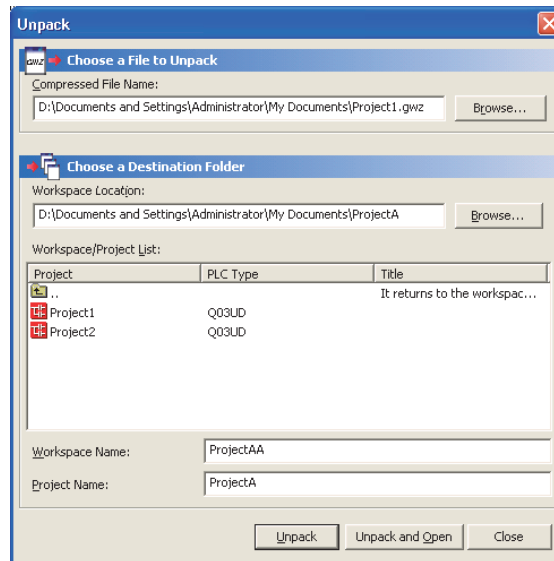 Unpack
GWZ Choose a File to Unpack
Compressed File Name:
D:\Documents and Settings\Administrator\My Documents\Project1.gwz Browse...
Choose a Destination Folder
Workspace Location:
D:\Documents and Settings\Administrator\My Documents\ProjectA Browse...
Workspace/Project List:
Project PLC Type Title
.. It returns to the workspac...
Project1 Q03UD
Project2 Q03UD
Workspace Name: ProjectAA
Project Name: ProjectA
Unpack Unpack and Open Close